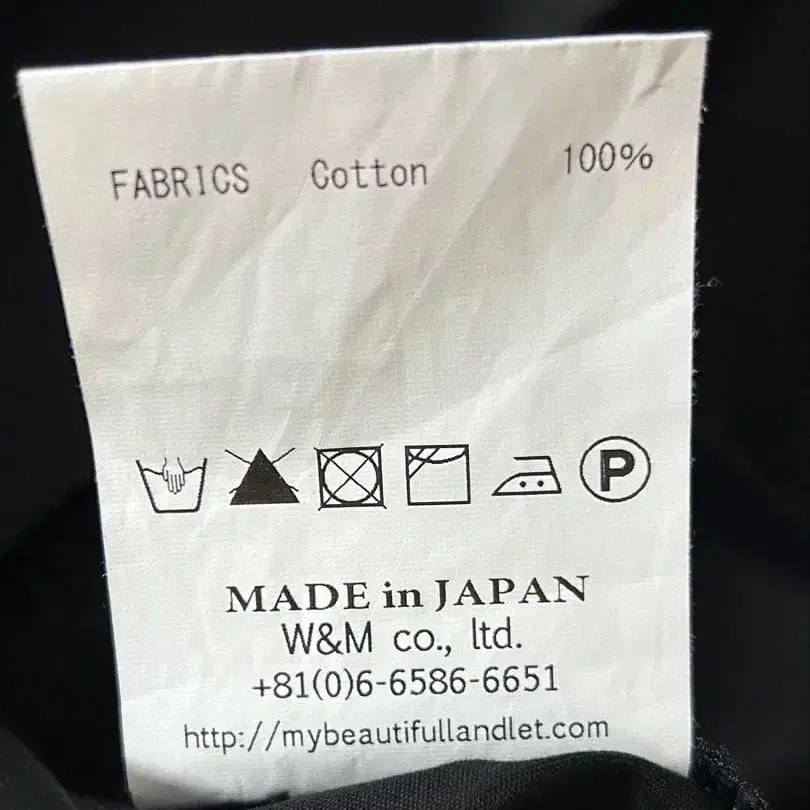 FABRICS Cotton 100%
P
MADE in JAPAN
W&M co., ltd.
+81(0)6-6586-6651
http://mybeautifullandlet.com